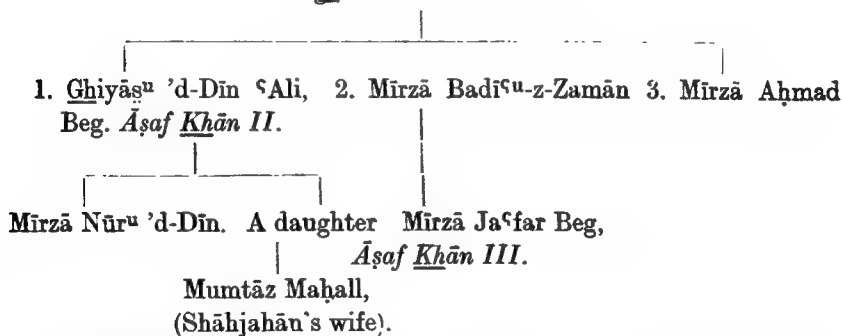 1. Ghiyās̤ᵘ 'd-Dīn ʿAli, 2. Mīrzā Badīʿᵘ-z-Zamān 3. Mīrzā Aḥmad
Beg. Āṣaf Khān II.
Mīrzā Nūrᵘ 'd-Dīn. A daughter Mīrzā Jaʿfar Beg,
Āṣaf Khān III.
Mumtāz Maḥall,
(Shāhjahān's wife).